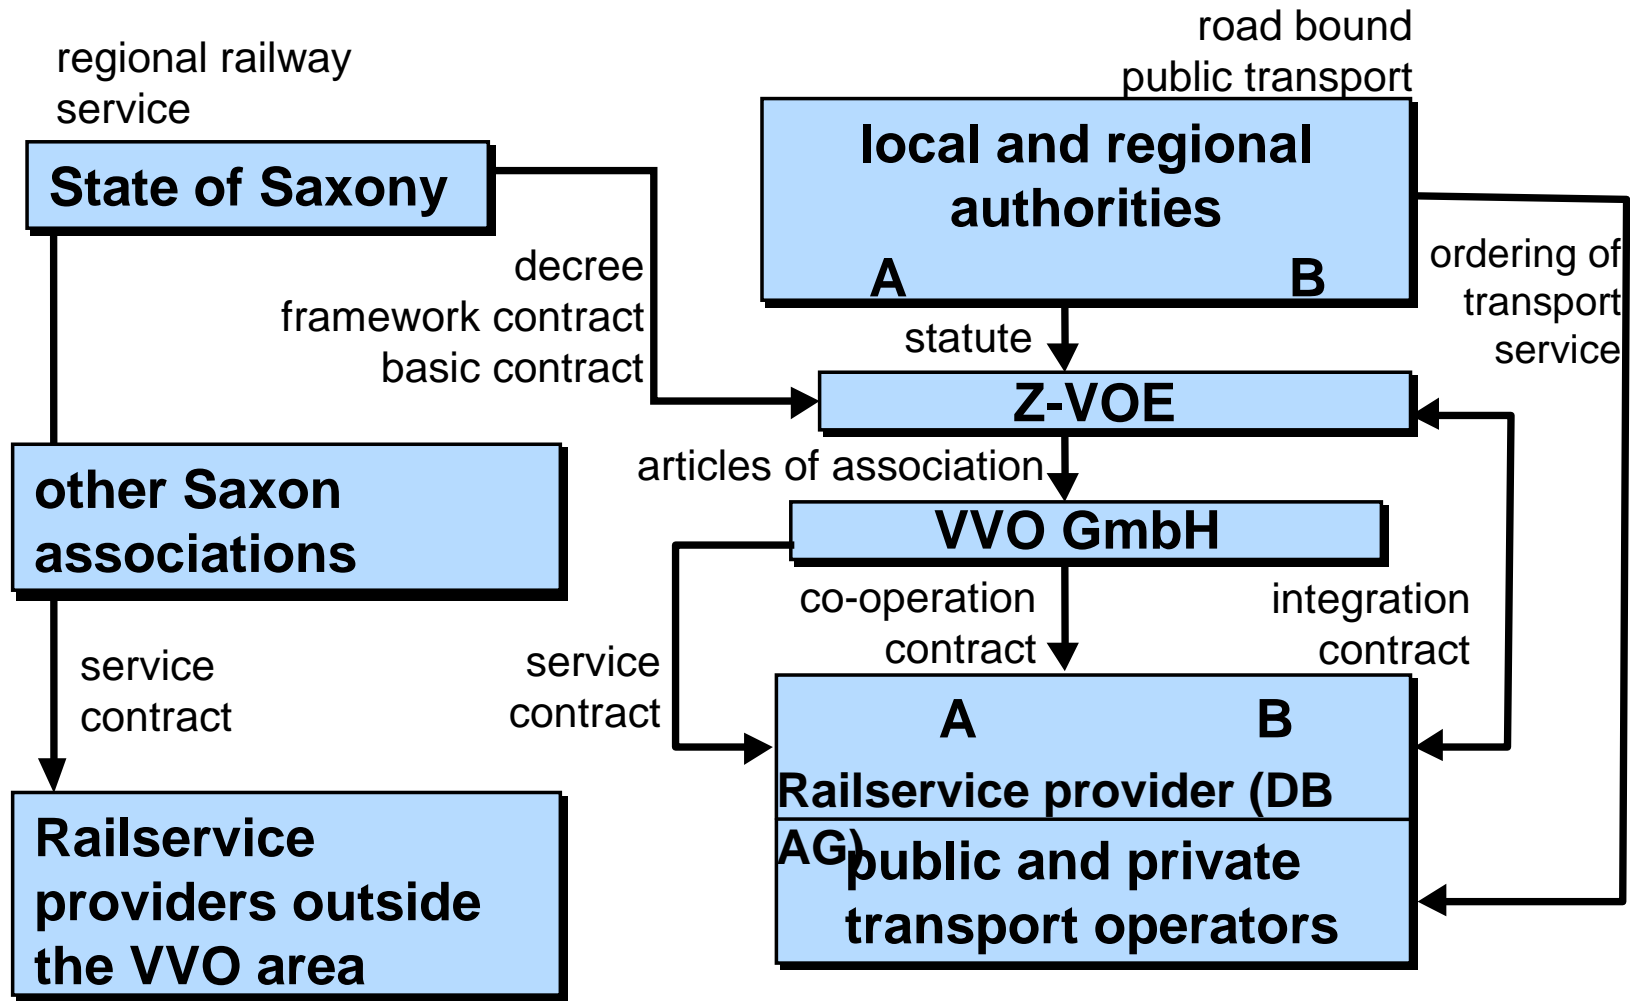 regional railway
service
State of Saxony
road bound
public transport
local and regional
authorities
A B
decree
framework contract
basic contract
ordering of
transport
service
statute
Z-VOE
articles of association
other Saxon
associations
VVO GmbH
co-operation
contract
integration
contract
service
contract
service
contract
A B
Railservice provider (DB
AG)
public and private
transport operators
Railservice
providers outside
the VVO area